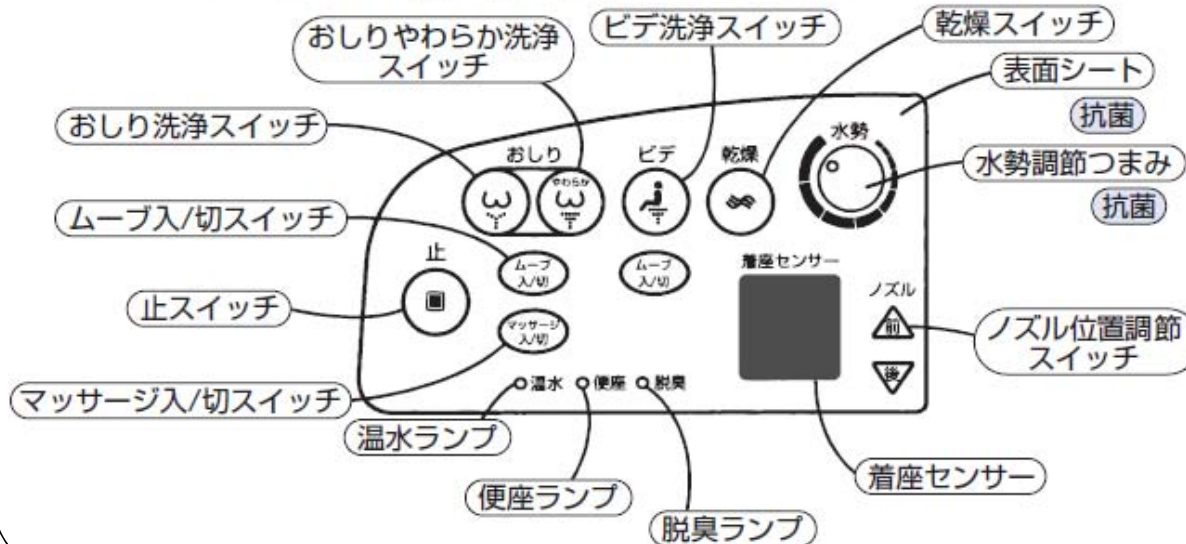 おしりやわらか洗浄
スイッチ
ビデ洗浄スイッチ
乾燥スイッチ
表面シート
抗菌
おしり洗浄スイッチ
おしり
やわらか
ビデ
乾燥
水勢
水勢調節つまみ
抗菌
ムーブ入/切スイッチ
止
ムーブ
入/切
ムーブ
入/切
着座センサー
ノズル
前
後
止スイッチ
マッサージ
入/切
ノズル位置調節
スイッチ
マッサージ入/切スイッチ
温水 便座 脱臭
温水ランプ
便座ランプ
脱臭ランプ
着座センサー